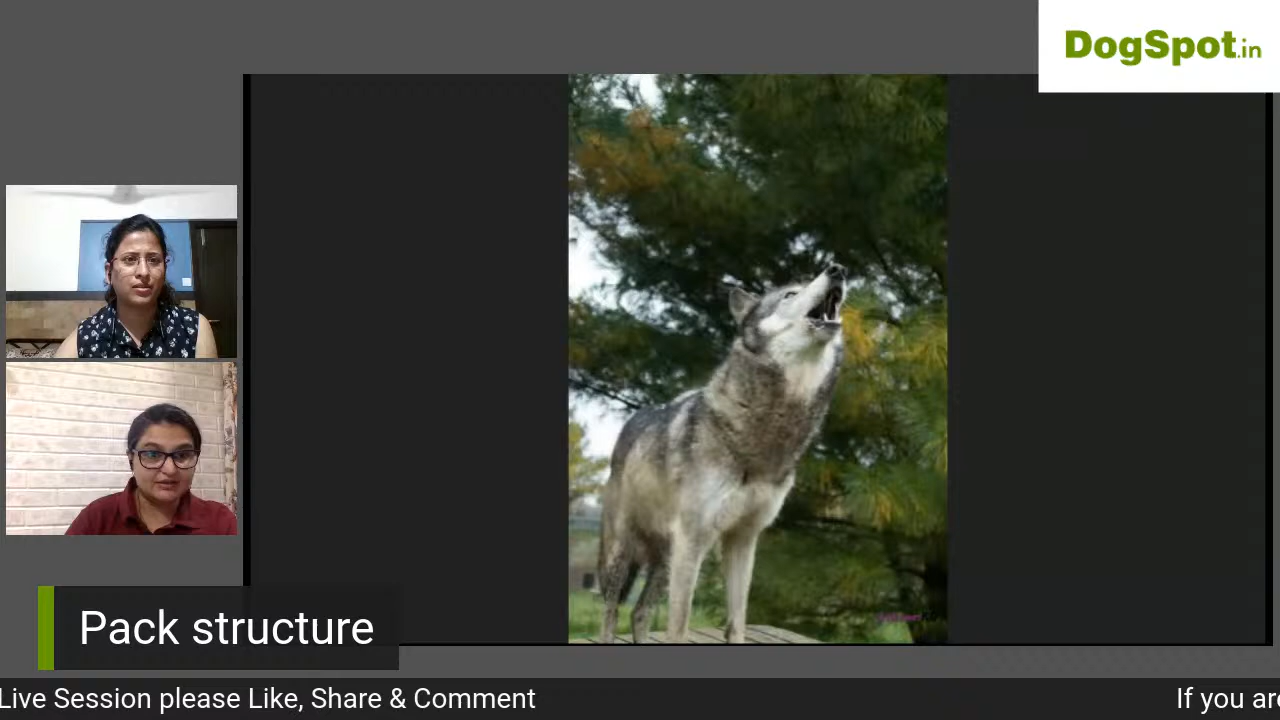 DogSpot.in
Pack structure
Live Session please Like, Share & Comment
If you are